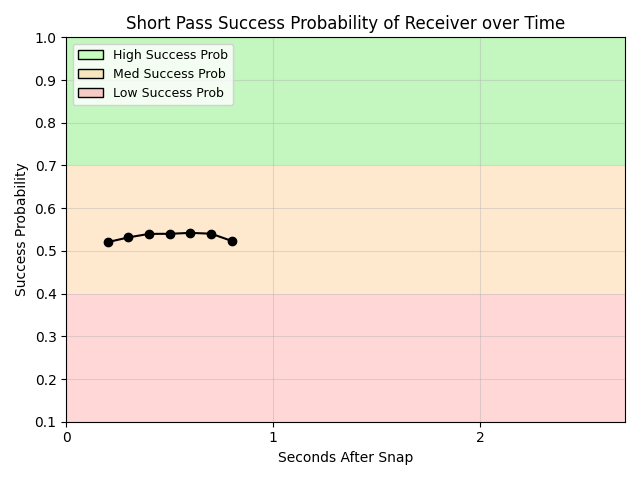 Short Pass Success Probability of Receiver over Time
1.0
0.9
0.8
0.7
0.6
0.5
0.4
0.3
0.2
0.1
Success Probability
High Success Prob
Med Success Prob
Low Success Prob
0
1
2
Seconds After Snap